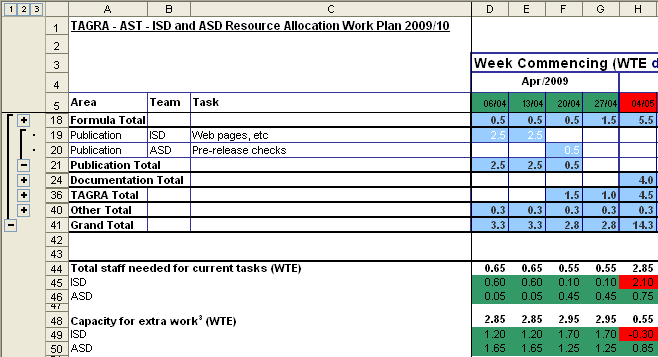 1 2 3 A B C D E F G H
1 TAGRA - AST - ISD and ASD Resource Allocation Work Plan 2009/10
2
3 Week Commencing (WTE d
4 Apr/2009
5 Area Team Task 06/04 13/04 20/04 27/04 04/05
18 Formula Total 0.5 0.5 0.5 1.5 5.5
19 Publication ISD Web pages, etc 2.5 2.5
20 Publication ASD Pre-release checks 0.5
21 Publication Total 2.5 2.5 0.5
24 Documentation Total 4.0
36 TAGRA Total 1.5 1.0 4.5
40 Other Total 0.3 0.3 0.3 0.3 0.3
41 Grand Total 3.3 3.3 2.8 2.8 14.3
42
43
44 Total staff needed for current tasks (WTE) 0.65 0.65 0.55 0.55 2.85
45 ISD 0.60 0.60 0.10 0.10 2.10
46 ASD 0.05 0.05 0.45 0.45 0.75
47
48 Capacity for extra work³ (WTE) 2.85 2.85 2.95 2.95 0.55
49 ISD 1.20 1.20 1.70 1.70 -0.30
50 ASD 1.65 1.65 1.25 1.25 0.85